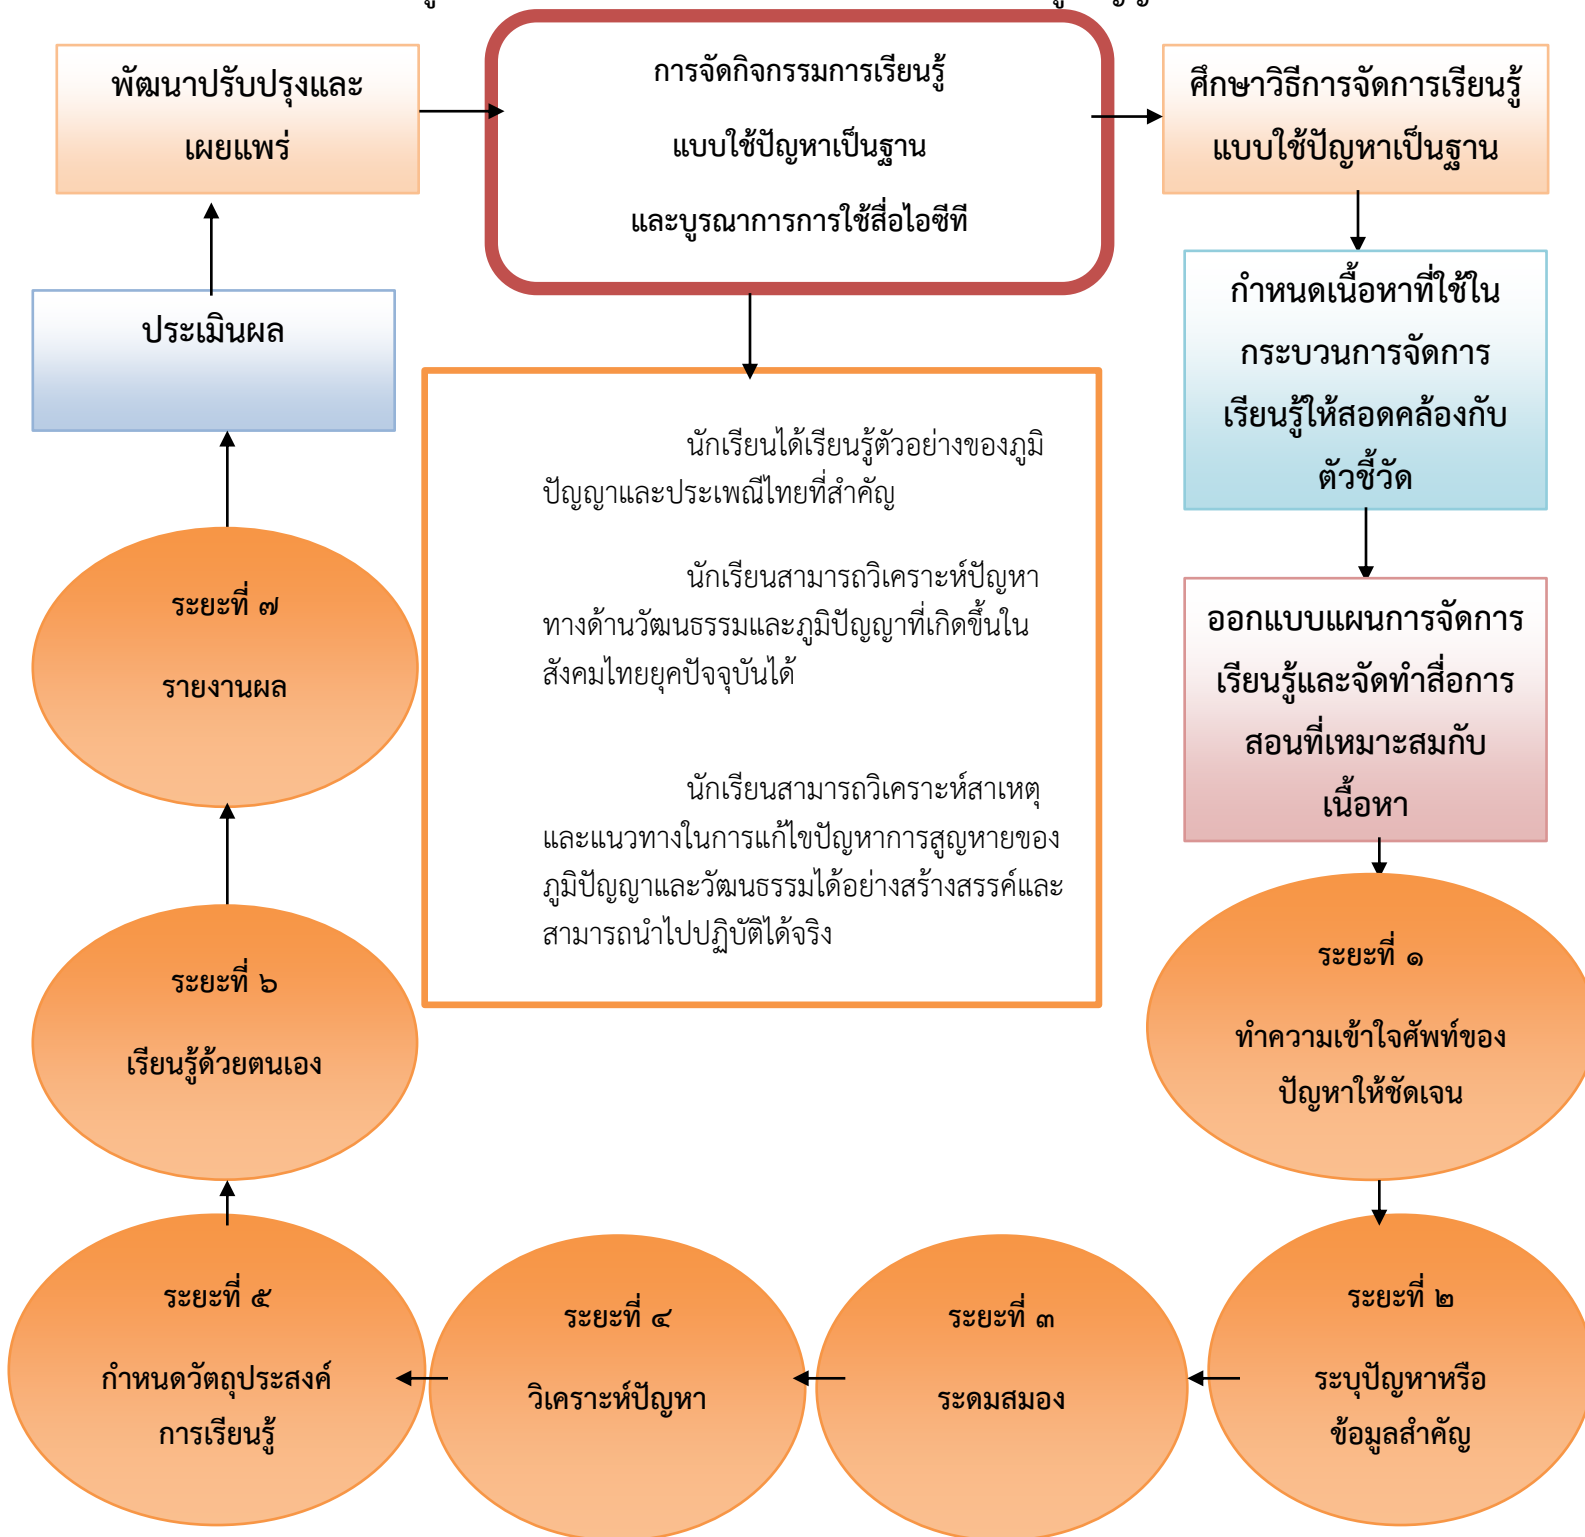 การจัดกิจกรรมการเรียนรู้
แบบใช้ปัญหาเป็นฐาน
และบูรณาการการใช้สื่อไอซีที
ศึกษาวิธีการจัดการเรียนรู้
แบบใช้ปัญหาเป็นฐาน
กำหนดเนื้อหาที่ใช้ใน
กระบวนการจัดการ
เรียนรู้ให้สอดคล้องกับ
ตัวชี้วัด
ออกแบบแผนการจัดการ
เรียนรู้และจัดทำสื่อการ
สอนที่เหมาะสมกับ
เนื้อหา
ระยะที่ ๑
ทำความเข้าใจศัพท์ของ
ปัญหาให้ชัดเจน
ระยะที่ ๒
ระบุปัญหาหรือ
ข้อมูลสำคัญ
ระยะที่ ๓
ระดมสมอง
ระยะที่ ๔
วิเคราะห์ปัญหา
ระยะที่ ๕
กำหนดวัตถุประสงค์
การเรียนรู้
ระยะที่ ๖
เรียนรู้ด้วยตนเอง
ระยะที่ ๗
รายงานผล
ประเมินผล
พัฒนาปรับปรุงและ
เผยแพร่
นักเรียนได้เรียนรู้ตัวอย่างของภูมิ
ปัญญาและประเพณีไทยที่สำคัญ
นักเรียนสามารถวิเคราะห์ปัญหา
ทางด้านวัฒนธรรมและภูมิปัญญาที่เกิดขึ้นใน
สังคมไทยยุคปัจจุบันได้
นักเรียนสามารถวิเคราะห์สาเหตุ
และแนวทางในการแก้ไขปัญหาการสูญหายของ
ภูมิปัญญาและวัฒนธรรมได้อย่างสร้างสรรค์และ
สามารถนำไปปฏิบัติได้จริง